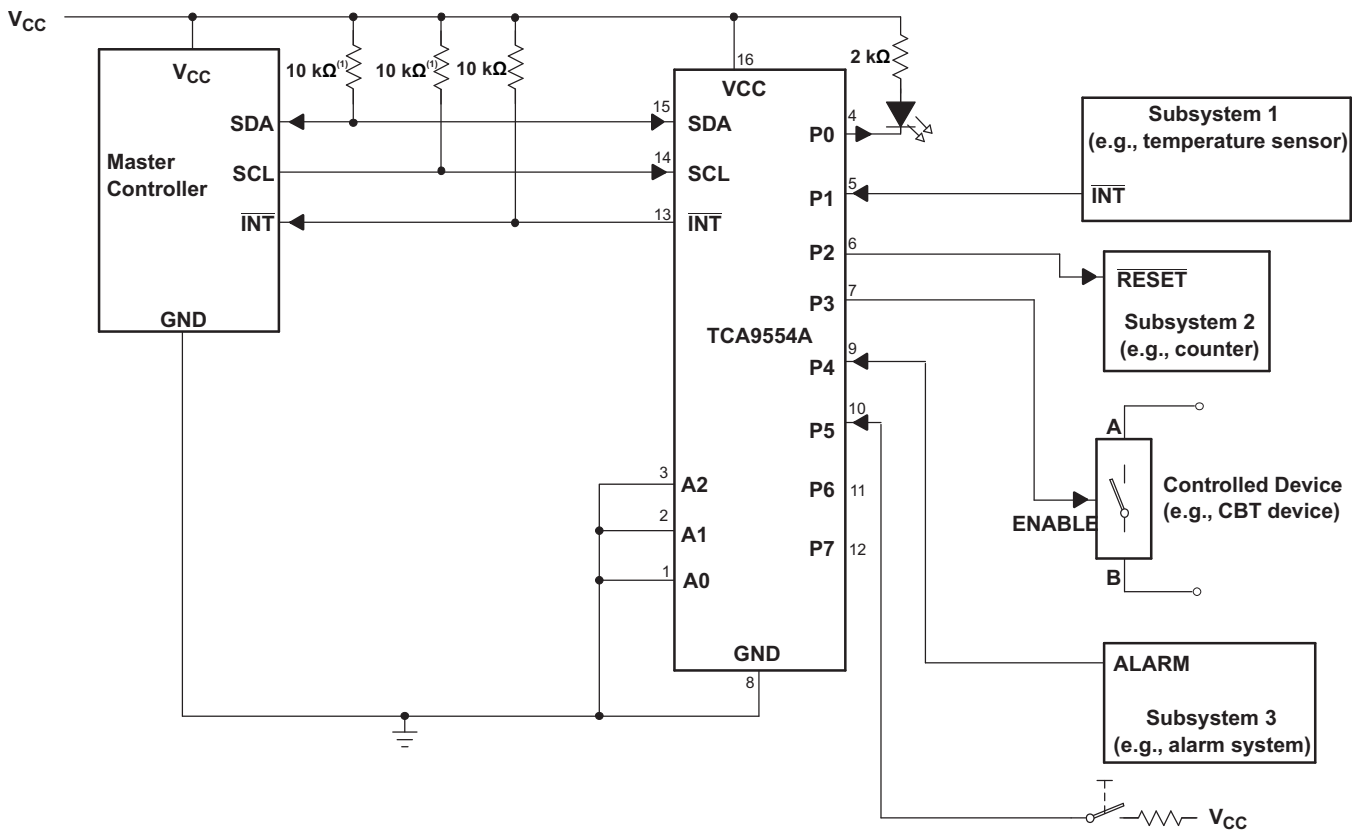 VCC
VCC
10 kΩ(1)
10 kΩ(1)
10 kΩ
2 kΩ
SDA
SCL
INT
Master
Controller
GND
16
VCC
15
SDA
14
SCL
13
INT
3
A2
2
A1
1
A0
GND
8
TCA9554A
4
P0
5
P1
6
P2
7
P3
9
P4
10
P5
P6
11
P7
12
Subsystem 1
(e.g., temperature sensor)
INT
RESET
Subsystem 2
(e.g., counter)
A
ENABLE
B
Controlled Device
(e.g., CBT device)
ALARM
Subsystem 3
(e.g., alarm system)
VCC